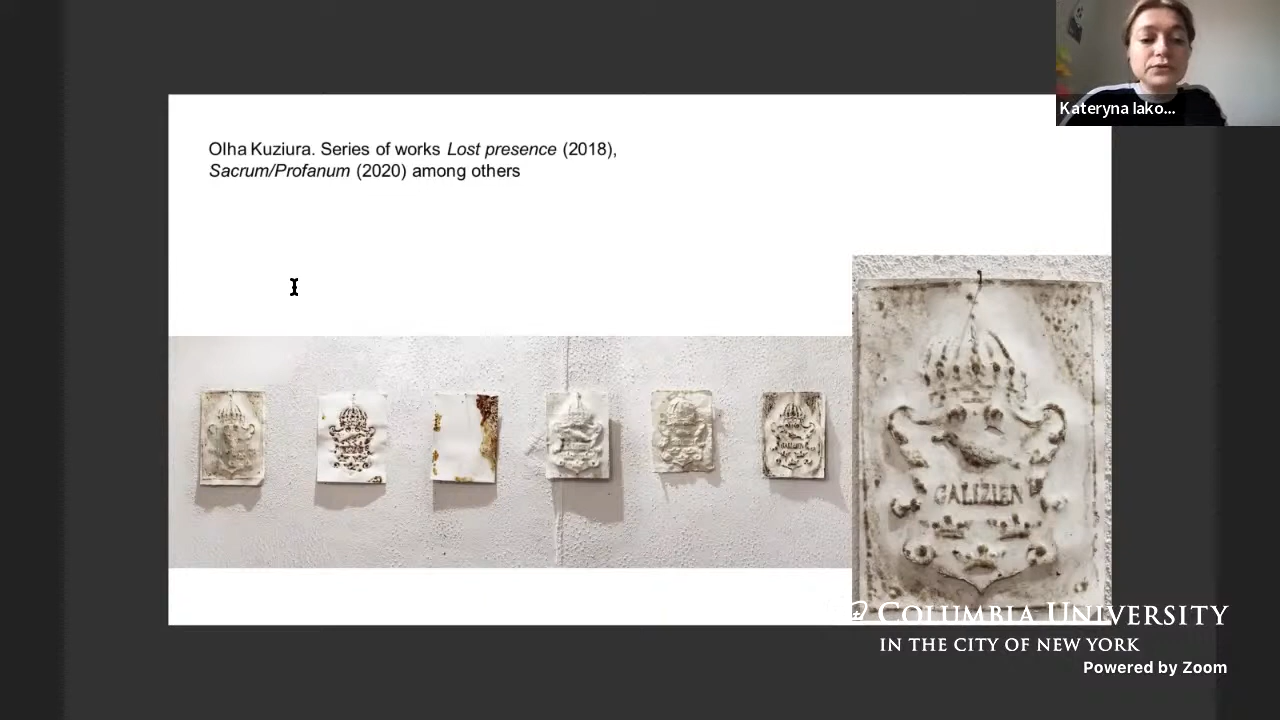 Kateryna Iako...
Olha Kuziura. Series of works Lost presence (2018),
Sacrum/Profanum (2020) among others
GALIZIEN
GALIZIEN
COLUMBIA UNIVERSITY
IN THE CITY OF NEW YORK
Powered by Zoom